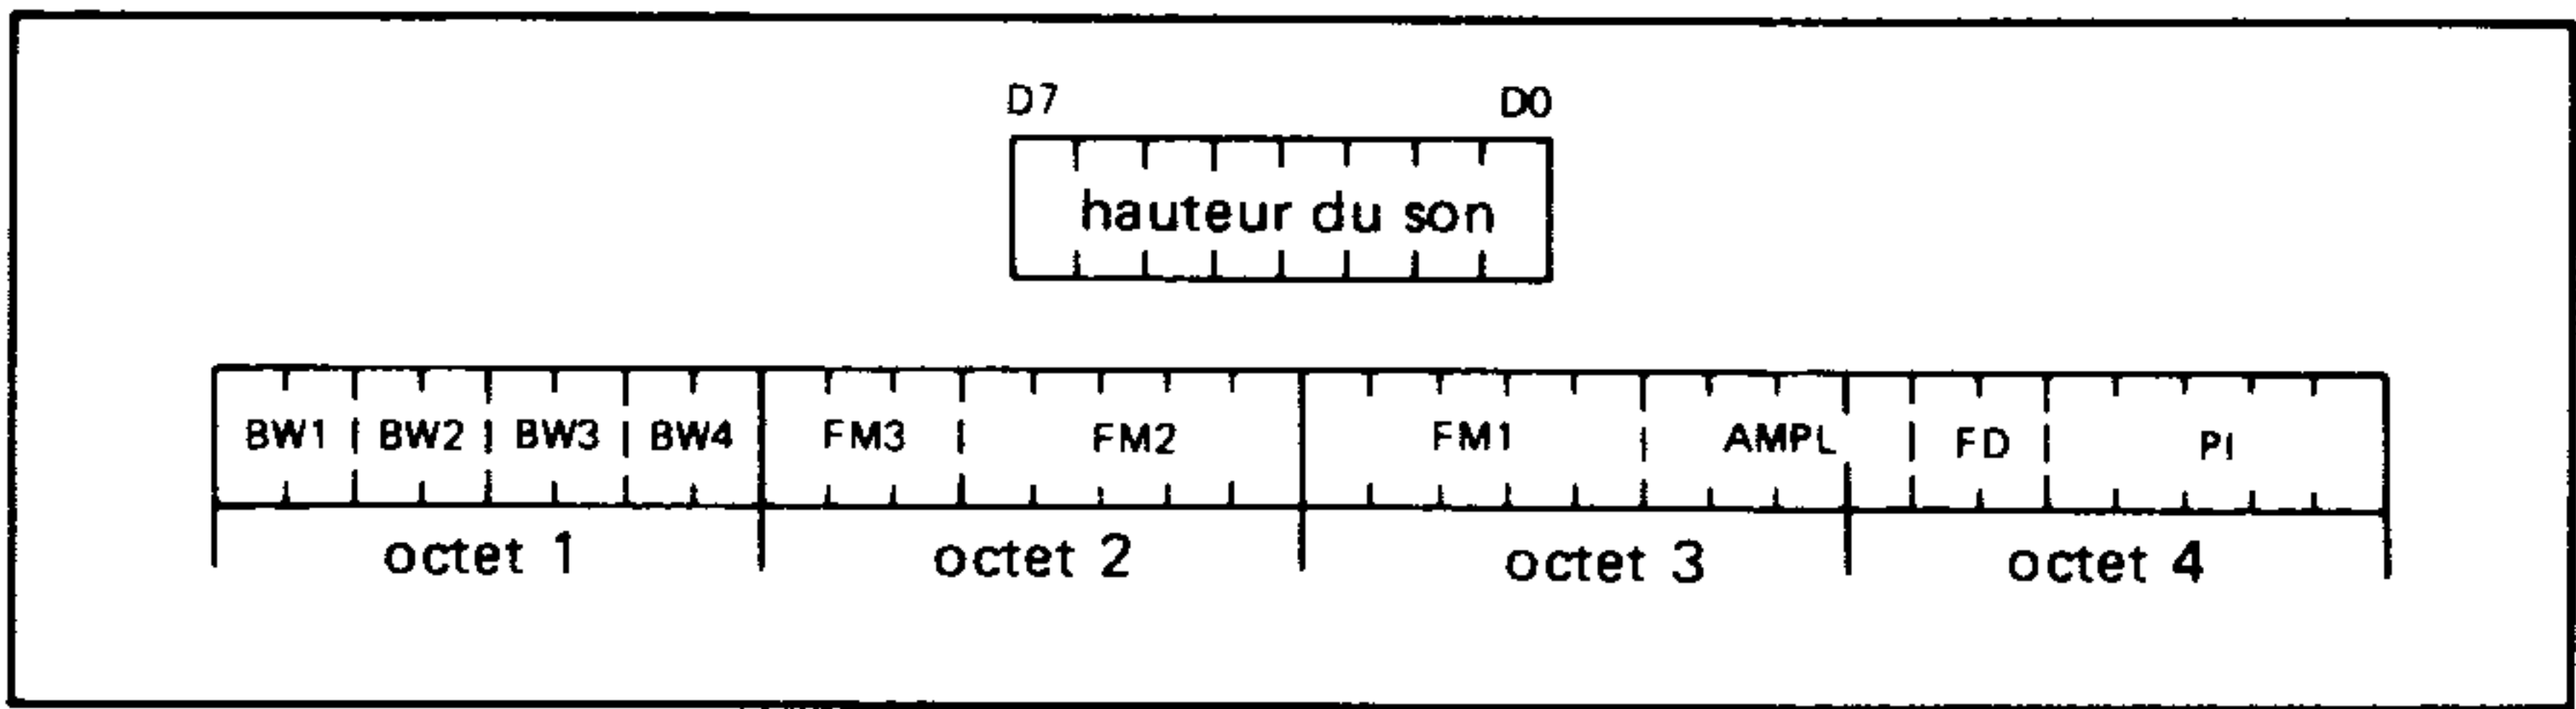 D7 D0
hauteur du son
BW1 BW2 BW3 BW4 FM3 FM2 FM1 AMPL FD PI
octet 1 octet 2 octet 3 octet 4